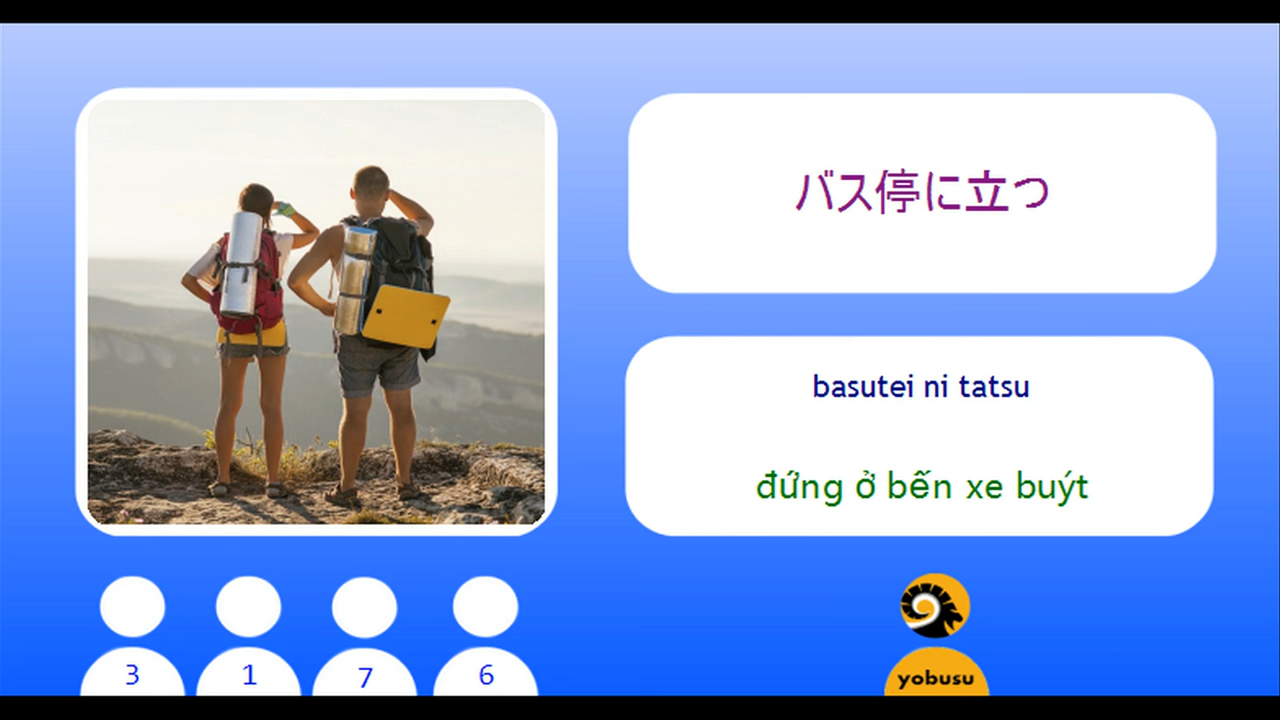 バス停に立つ
basutei ni tatsu
đứng ở bến xe buýt
3 1 7 6
yobusu